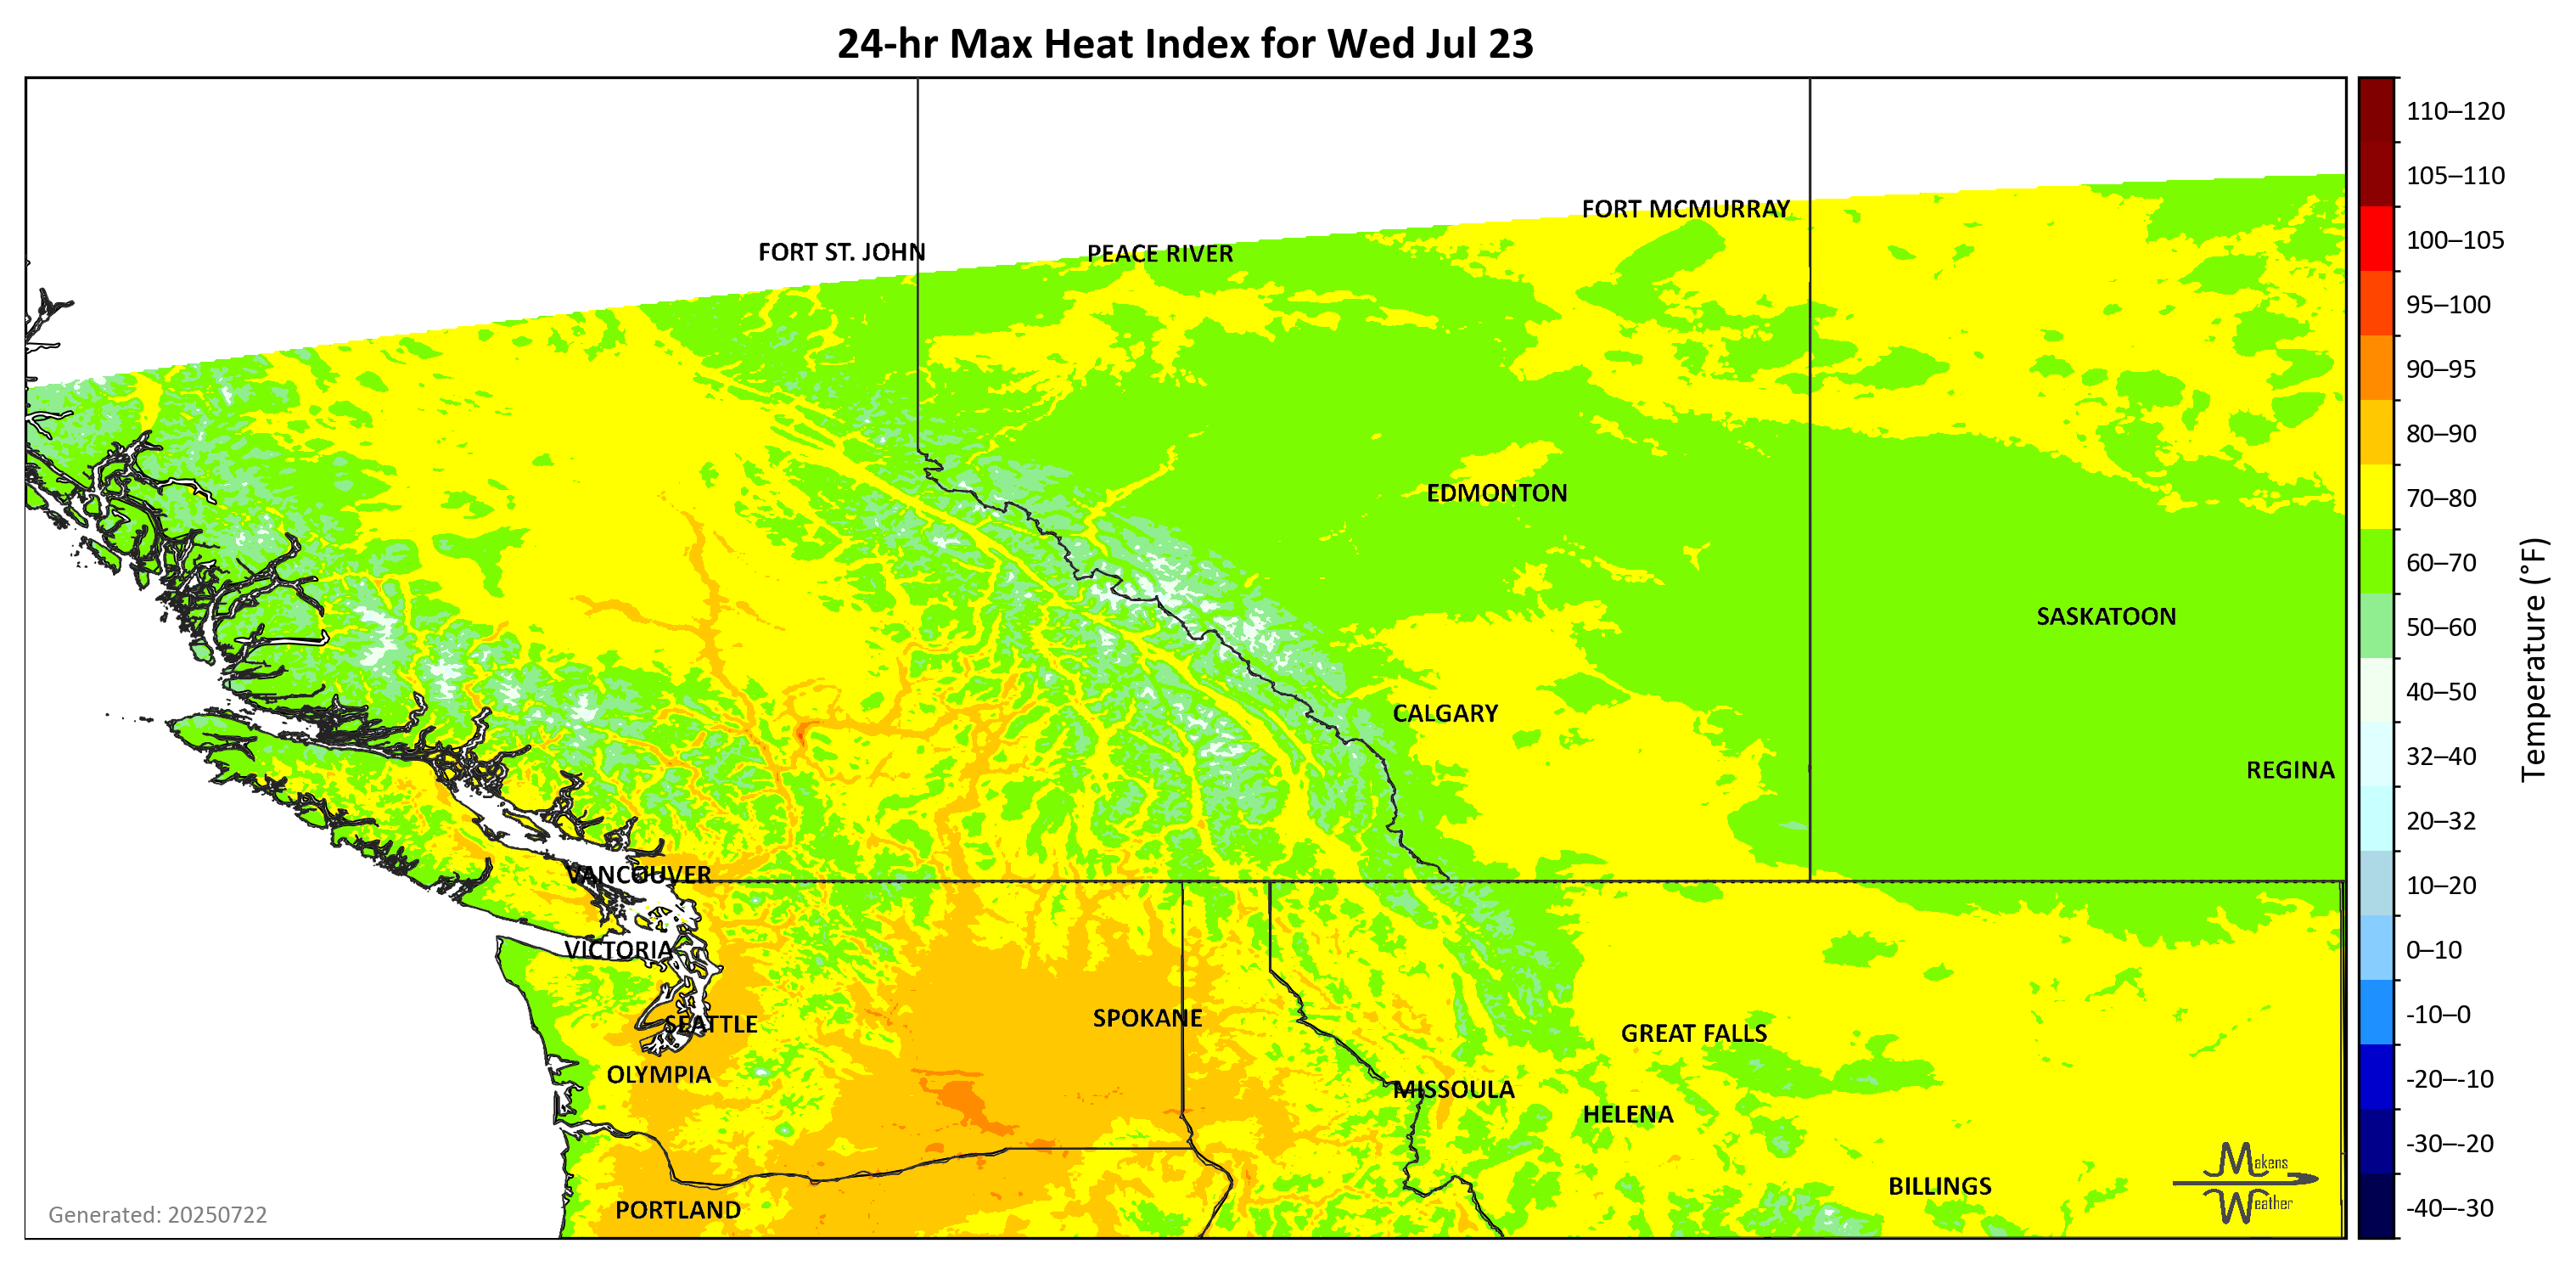 24-hr Max Heat Index for Wed Jul 23
FORT MCMURRAY
FORT ST. JOHN
PEACE RIVER
EDMONTON
SASKATOON
CALGARY
REGINA
VANCOUVER
VICTORIA
SEATTLE
SPOKANE
GREAT FALLS
OLYMPIA
MISSOULA
HELENA
BILLINGS
PORTLAND
Makens
Weather
Generated: 20250722
110–120
105–110
100–105
95–100
90–95
80–90
70–80
60–70
50–60
40–50
32–40
20–32
10–20
0–10
-10–0
-20–-10
-30–-20
-40–-30
Temperature (°F)